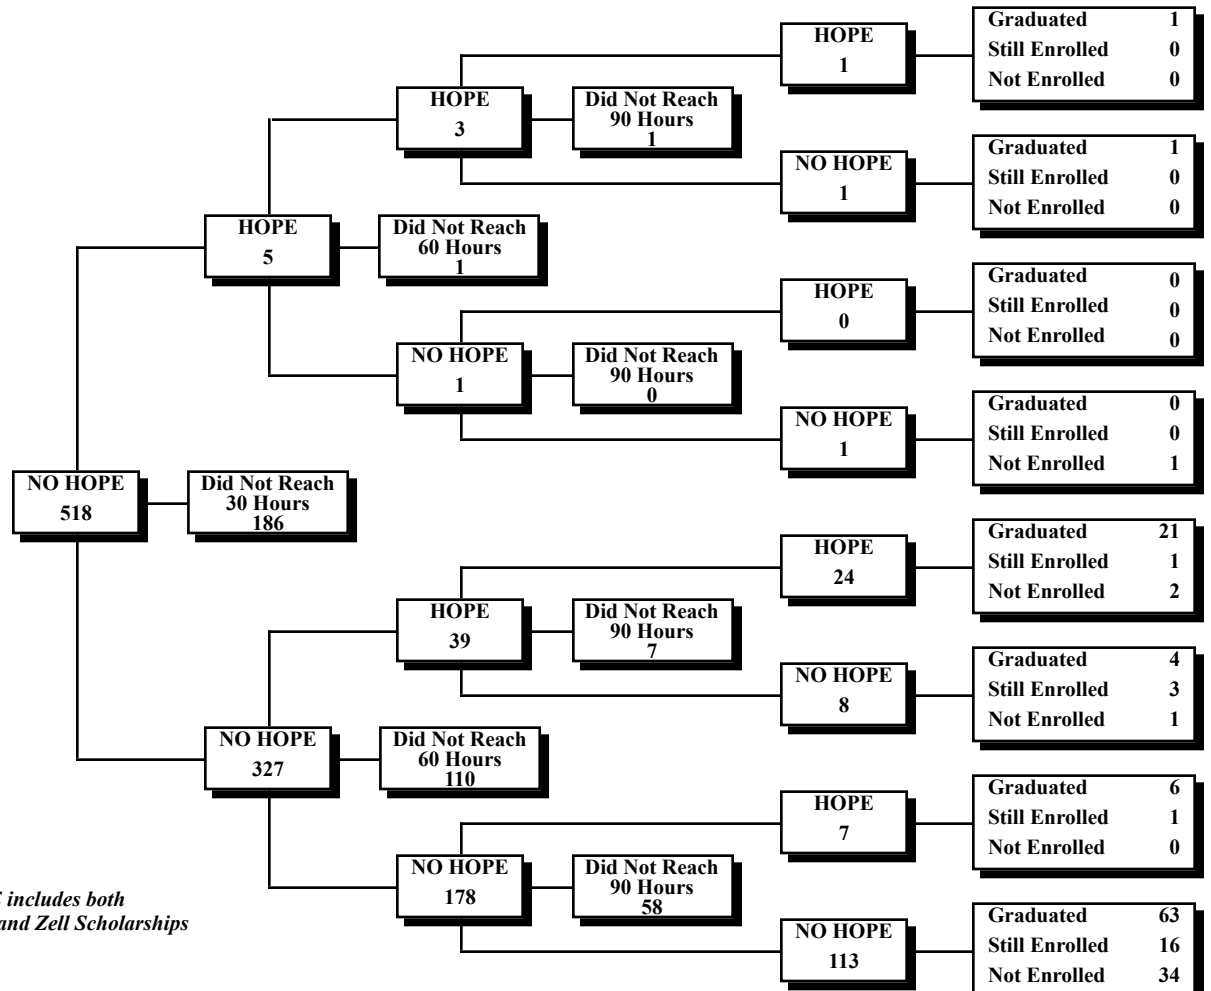 HOPE
1
Graduated 1
Still Enrolled 0
Not Enrolled 0
HOPE
3
Did Not Reach
90 Hours
1
NO HOPE
1
Graduated 1
Still Enrolled 0
Not Enrolled 0
HOPE
5
Did Not Reach
60 Hours
1
HOPE
0
Graduated 0
Still Enrolled 0
Not Enrolled 0
NO HOPE
1
Did Not Reach
90 Hours
0
NO HOPE
1
Graduated 0
Still Enrolled 0
Not Enrolled 1
NO HOPE
518
Did Not Reach
30 Hours
186
HOPE
24
Graduated 21
Still Enrolled 1
Not Enrolled 2
HOPE
39
Did Not Reach
90 Hours
7
NO HOPE
8
Graduated 4
Still Enrolled 3
Not Enrolled 1
NO HOPE
327
Did Not Reach
60 Hours
110
HOPE
7
Graduated 6
Still Enrolled 1
Not Enrolled 0
NO HOPE
178
Did Not Reach
90 Hours
58
NO HOPE
113
Graduated 63
Still Enrolled 16
Not Enrolled 34
includes both
and Zell Scholarships